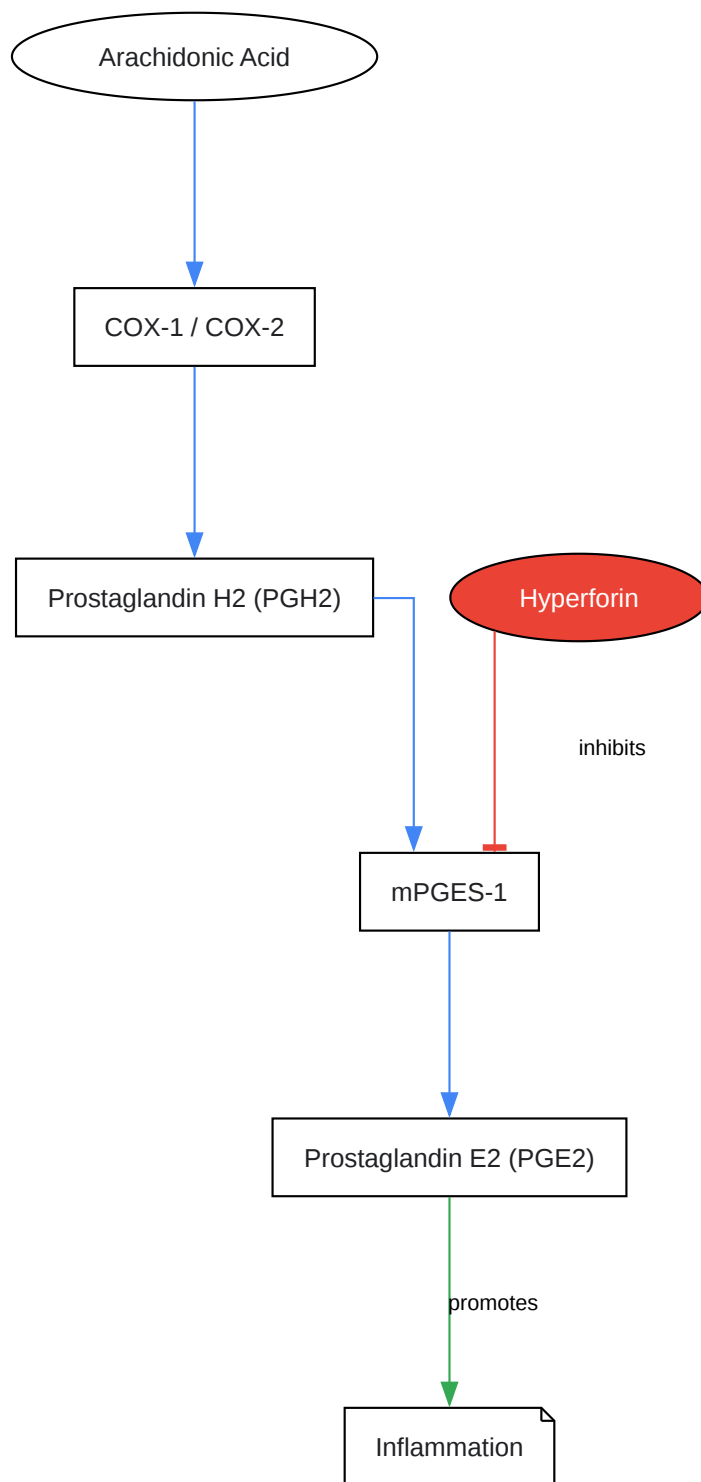 Arachidonic Acid
COX-1 / COX-2
Prostaglandin H2 (PGH2)
Hyperforin
inhibits
mPGES-1
Prostaglandin E2 (PGE2)
promotes
Inflammation